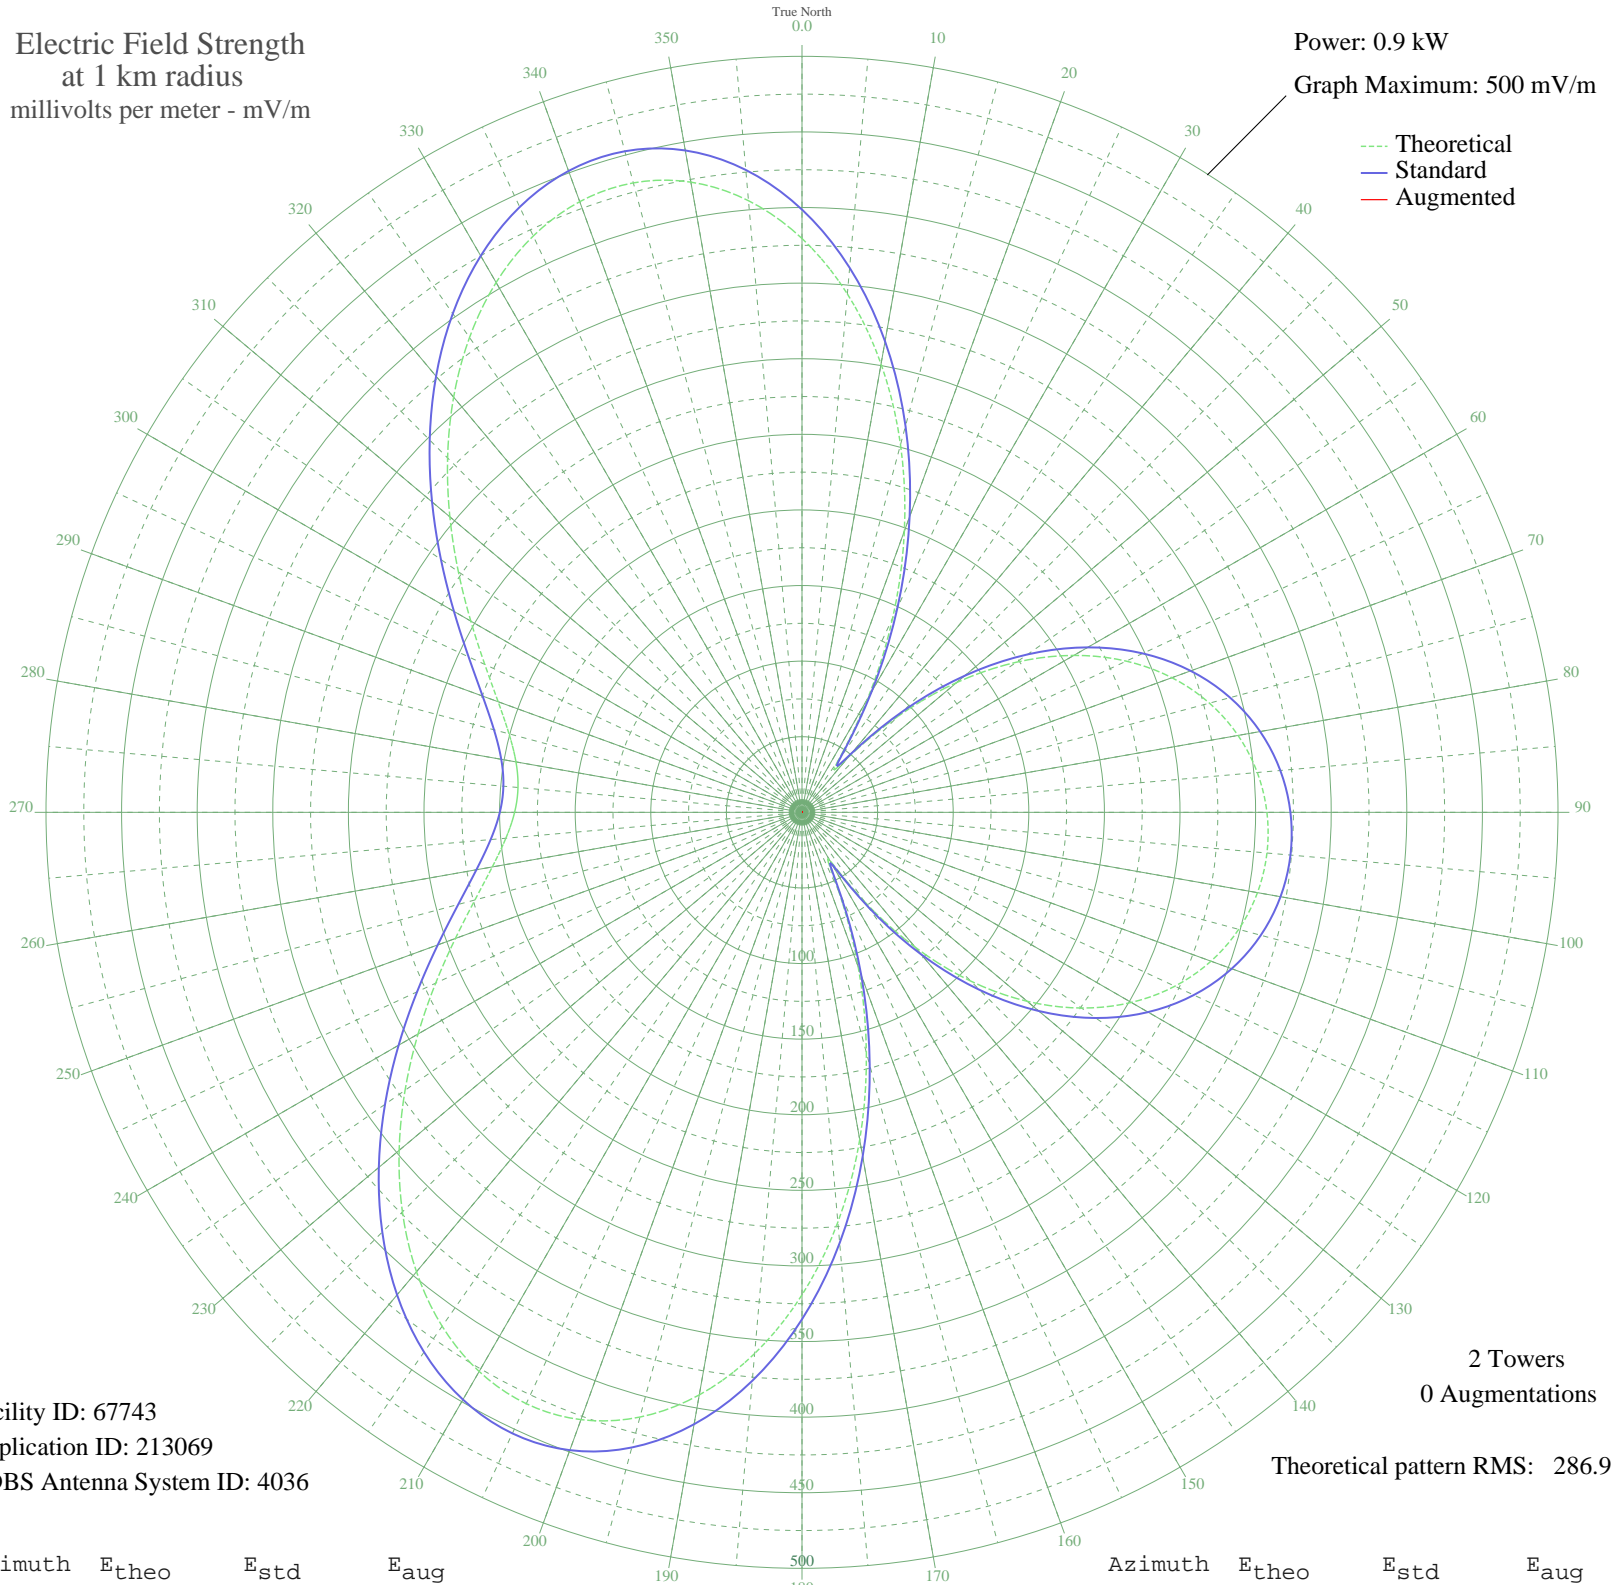 True North
Electric Field Strength
at 1 km radius
millivolts per meter - mV/m
Power: 0.9 kW
Graph Maximum: 500 mV/m
Theoretical
Standard
Augmented
0.0
10
20
30
40
50
60
70
80
90
100
110
120
130
140
150
160
170
190
200
210
220
230
240
250
260
270
280
290
300
310
320
330
340
350
100
150
200
250
300
350
400
450
500
2 Towers
0 Augmentations
Theoretical pattern RMS: 286.9
cility ID: 67743
plication ID: 213069
DBS Antenna System ID: 4036
imuth Etheo Estd Eaug
Azimuth Etheo Estd Eaug